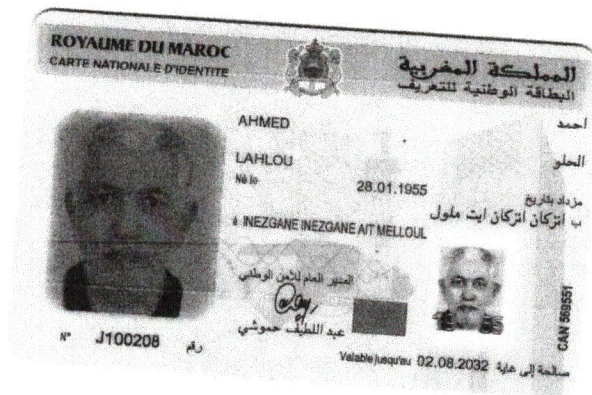 ROYAUME DU MAROC
المملكة المغربية
CARTE NATIONALE D'IDENTITE
البطاقة الوطنية للتعريف
AHMED
احمد
LAHLOU
الحلو
Né le
28.01.1955
مزداد بتاريخ
ب انزكان انزكان ايت ملول
à INEZGANE INEZGANE AIT MELLOUL
المدير العام للأمن الوطني
عبد اللطيف حموشي
CAN 569551
N° J100208 رقم
Valable jusqu'au 02.08.2032 صالحة إلى غاية